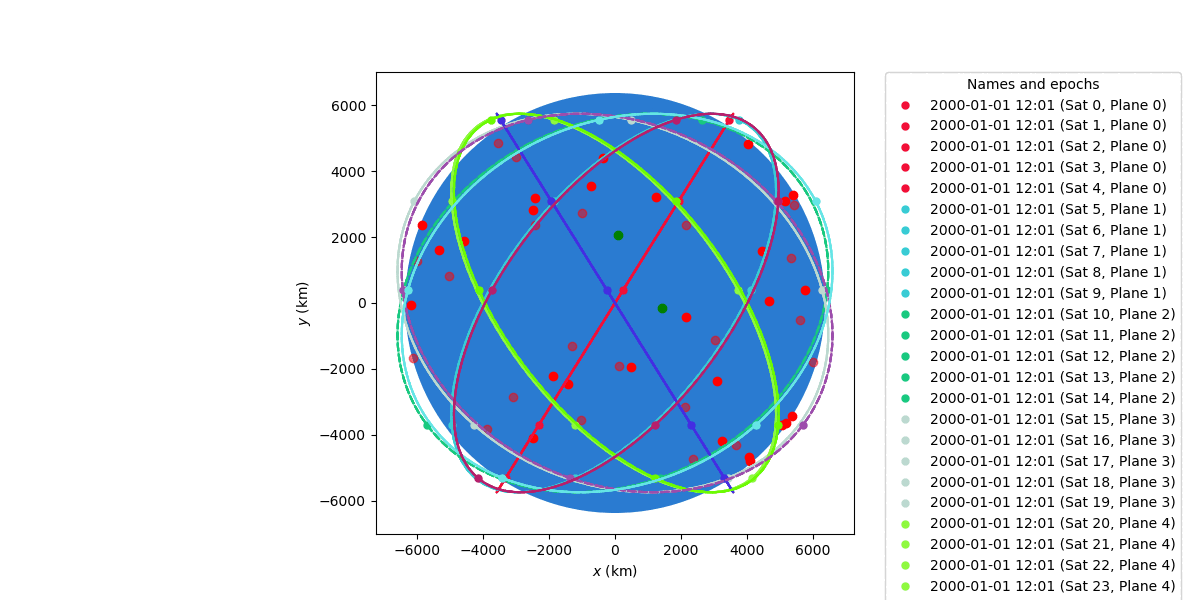 Names and epochs
2000-01-01 12:01 (Sat 0, Plane 0)
2000-01-01 12:01 (Sat 1, Plane 0)
2000-01-01 12:01 (Sat 2, Plane 0)
2000-01-01 12:01 (Sat 3, Plane 0)
2000-01-01 12:01 (Sat 4, Plane 0)
2000-01-01 12:01 (Sat 5, Plane 1)
2000-01-01 12:01 (Sat 6, Plane 1)
2000-01-01 12:01 (Sat 7, Plane 1)
2000-01-01 12:01 (Sat 8, Plane 1)
2000-01-01 12:01 (Sat 9, Plane 1)
2000-01-01 12:01 (Sat 10, Plane 2)
2000-01-01 12:01 (Sat 11, Plane 2)
2000-01-01 12:01 (Sat 12, Plane 2)
2000-01-01 12:01 (Sat 13, Plane 2)
2000-01-01 12:01 (Sat 14, Plane 2)
2000-01-01 12:01 (Sat 15, Plane 3)
2000-01-01 12:01 (Sat 16, Plane 3)
2000-01-01 12:01 (Sat 17, Plane 3)
2000-01-01 12:01 (Sat 18, Plane 3)
2000-01-01 12:01 (Sat 19, Plane 3)
2000-01-01 12:01 (Sat 20, Plane 4)
2000-01-01 12:01 (Sat 21, Plane 4)
2000-01-01 12:01 (Sat 22, Plane 4)
2000-01-01 12:01 (Sat 23, Plane 4)
6000
4000
2000
0
−2000
−4000
−6000
y (km)
−6000 −4000 −2000 0 2000 4000 6000
x (km)